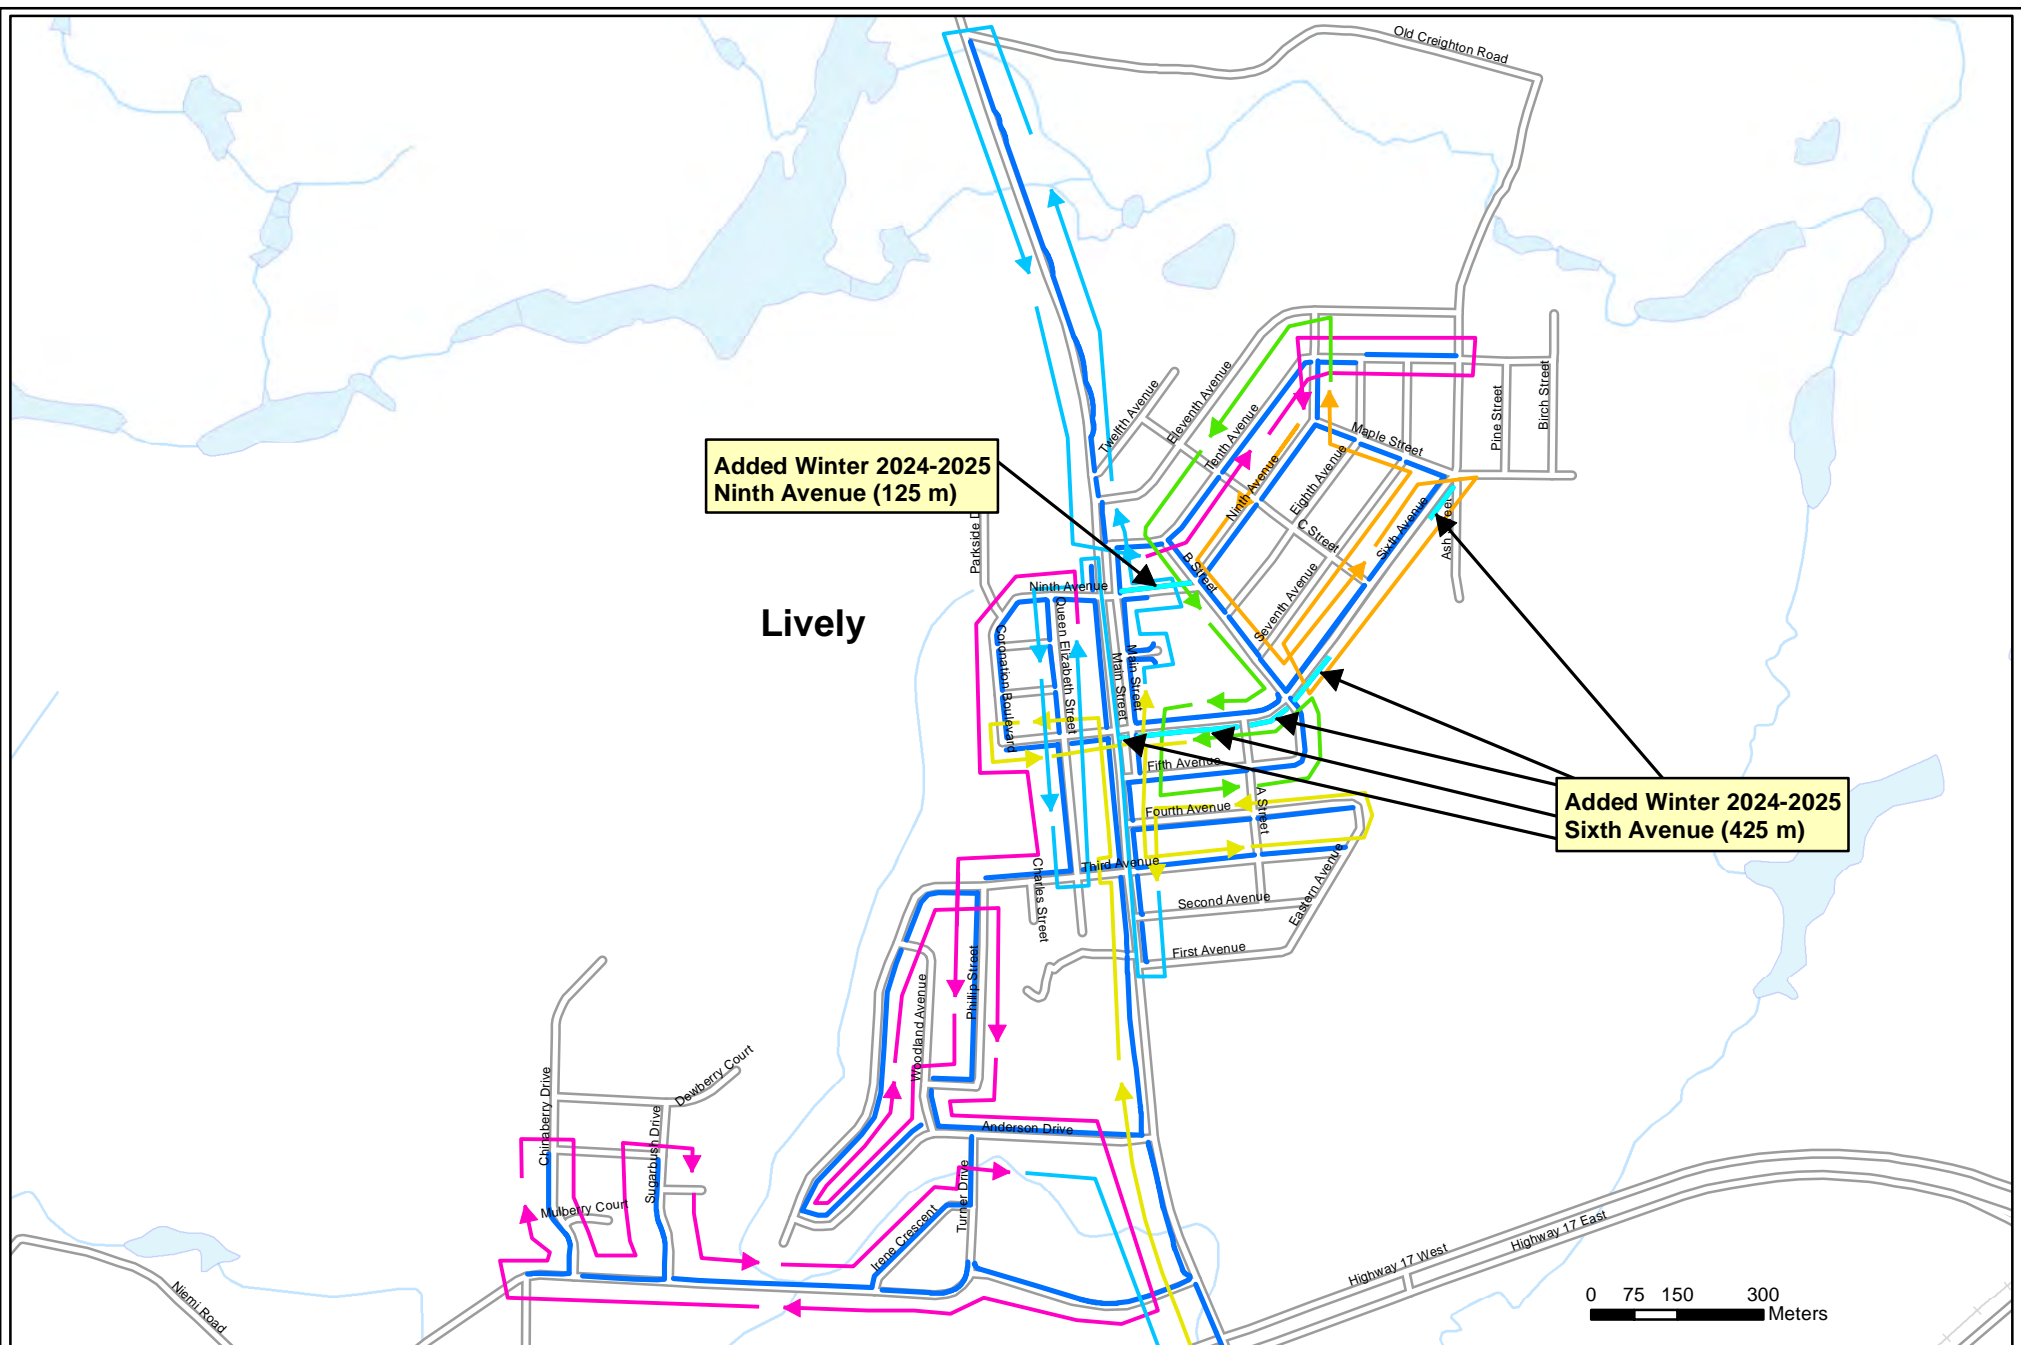 Old Creighton Road
Twelfth Avenue
Eleventh Avenue
Tenth Avenue
Maple Street
Pine Street
Birch Street
Added Winter 2024-2025
Ninth Avenue (125 m)
Ninth Avenue
Eighth Avenue
C Street
Sixth Avenue
Ash
Parkside D
B Street
Seventh Avenue
Ninth Avenue
Lively
Queen Elizabeth Street
Coronation Boulevard
Main Street
Main Street
Fifth Avenue
Added Winter 2024-2025
Sixth Avenue (425 m)
Fourth Avenue
A Street
Third Avenue
Charles Street
Second Avenue
Eastern Avenue
First Avenue
Phillip Street
Woodland Avenue
Dewberry Court
Chinaberry Drive
Sugarbush Drive
Anderson Drive
Turner Drive
Mulberry Court
Irene Crescent
Highway 17 East
Highway 17 West
Niemi Road
0 75 150 300
Meters